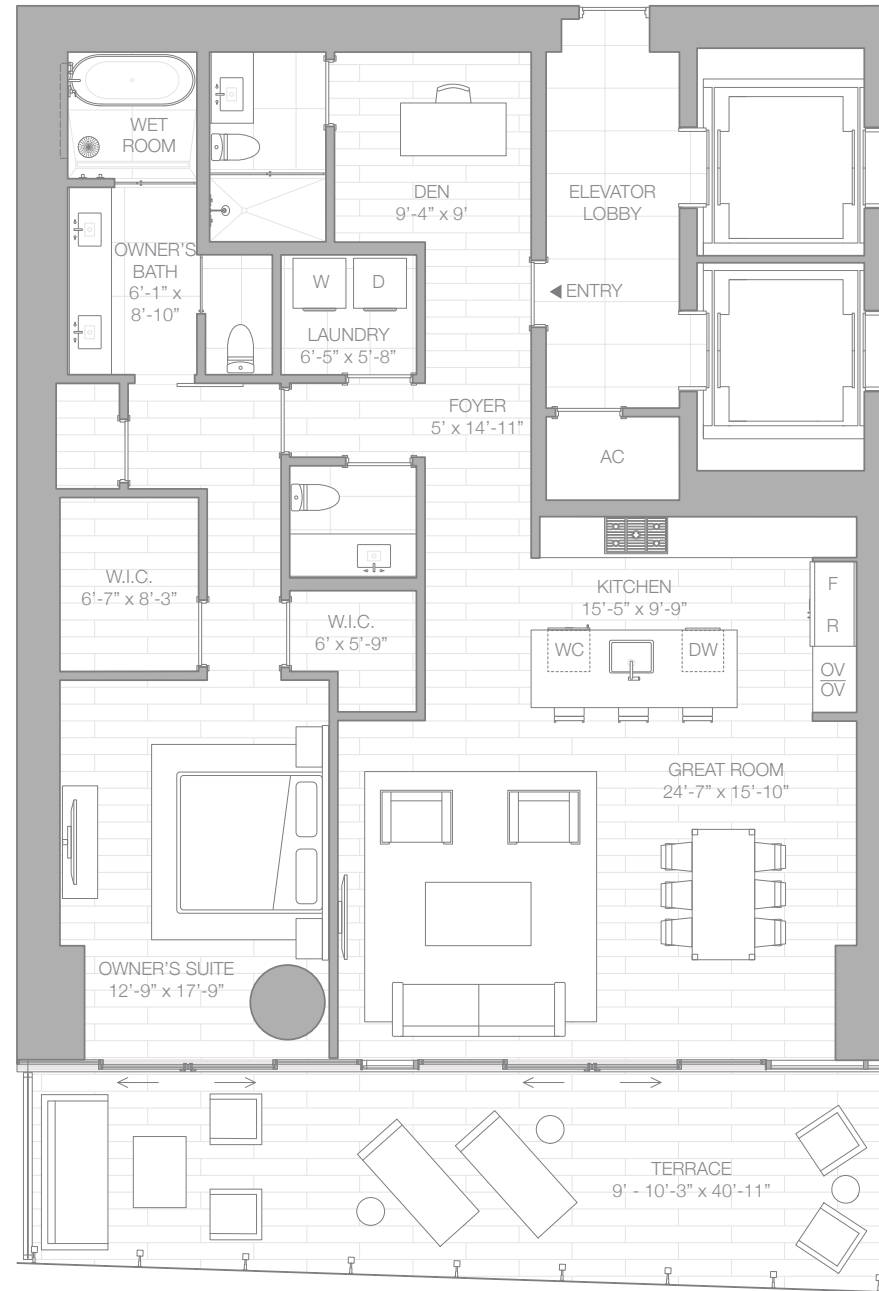 WET
ROOM
DEN
9'-4" x 9'
ELEVATOR
LOBBY
OWNER'S
BATH
6'-1" x
8'-10"
W
D
◀ ENTRY
LAUNDRY
6'-5" x 5'-8"
FOYER
5' x 14'-11"
AC
W.I.C.
6'-7" x 8'-3"
KITCHEN
15'-5" x 9'-9"
F
R
W.I.C.
6' x 5'-9"
WC
DW
OV
OV
GREAT ROOM
24'-7" x 15'-10"
OWNER'S SUITE
12'-9" x 17'-9"
TERRACE
9' - 10'-3" x 40'-11"